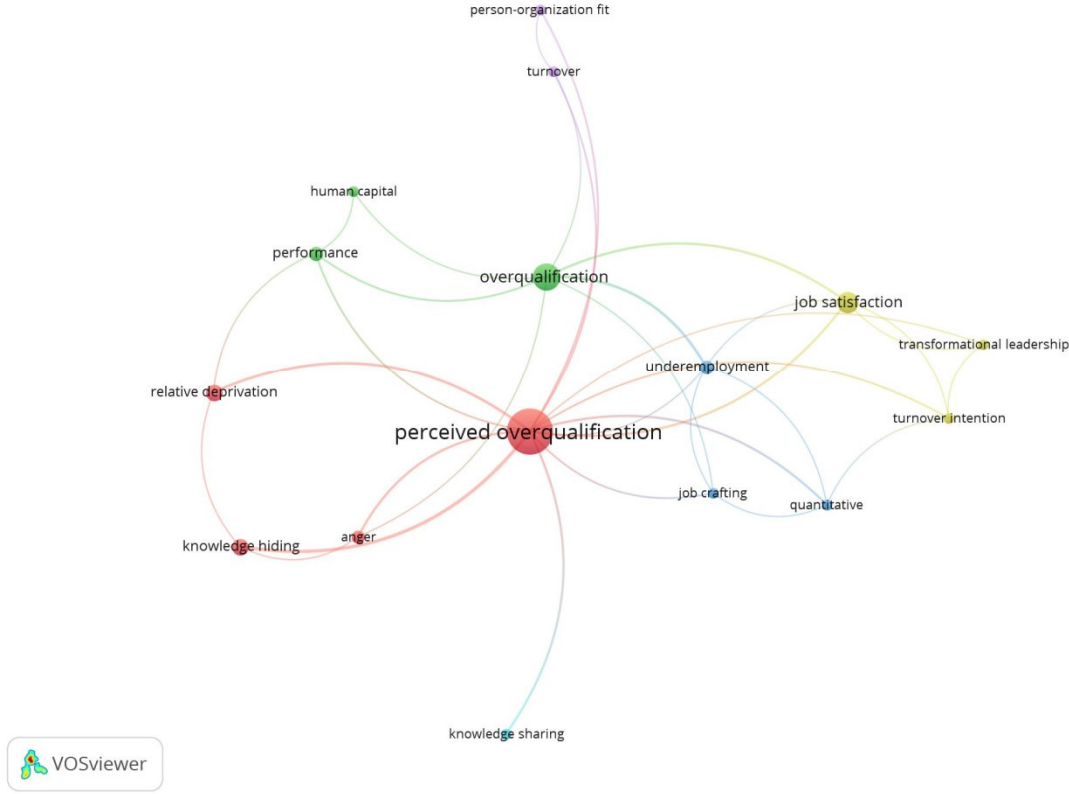 person-organization fit
turnover
human capital
performance
overqualification
job satisfaction
transformational leadership
underemployment
relative deprivation
turnover intention
perceived overqualification
job crafting
quantitative
anger
knowledge hiding
knowledge sharing
VOSviewer